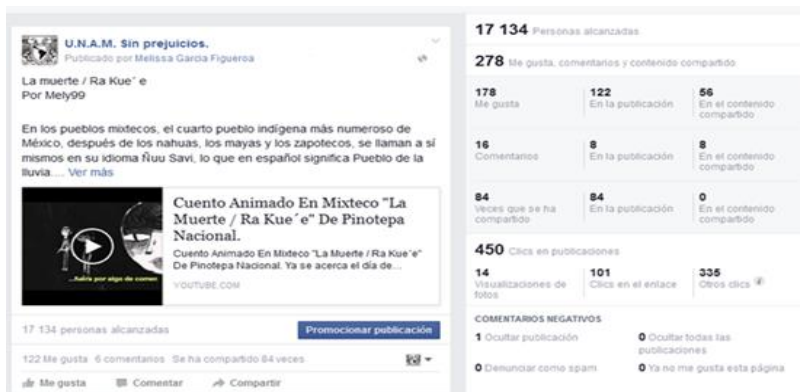 U.N.A.M. Sin prejuicios.
Publicado por Melissa García Figueroa
La muerte / Ra Kue´ e
Por Mely99
En los pueblos mixtecos, el cuarto pueblo indígena más numeroso de
México, después de los nahuas, los mayas y los zapotecos, se llaman a sí
mismos en su idioma Ñuu Savi, lo que en español significa Pueblo de la
lluvia.... Ver más
...habría por algo de comer
Cuento Animado En Mixteco "La
Muerte / Ra Kue´e" De Pinotepa
Nacional.
Cuento Animado En Mixteco "La Muerte / Ra Kue´e"
De Pinotepa Nacional. Ya se acerca el día de...
YOUTUBE.COM
17 134 personas alcanzadas
Promocionar publicación
122 Me gusta 6 comentarios Se ha compartido 84 veces
Me gusta Comentar Compartir
17 134 Personas alcanzadas
278 Me gusta, comentarios y contenido compartido
178 122 56
Me gusta En la publicación En el contenido
compartido
16 8 8
Comentarios En la publicación En el contenido
compartido
84 84 0
Veces que se ha En la publicación En el contenido
compartido compartido
450 Clics en publicaciones
14 101 335
Visualizaciones de Clics en el enlace Otros clics
fotos
COMENTARIOS NEGATIVOS
1 Ocultar publicación 0 Ocultar todas las
publicaciones
0 Denunciar como spam 0 Ya no me gusta esta página